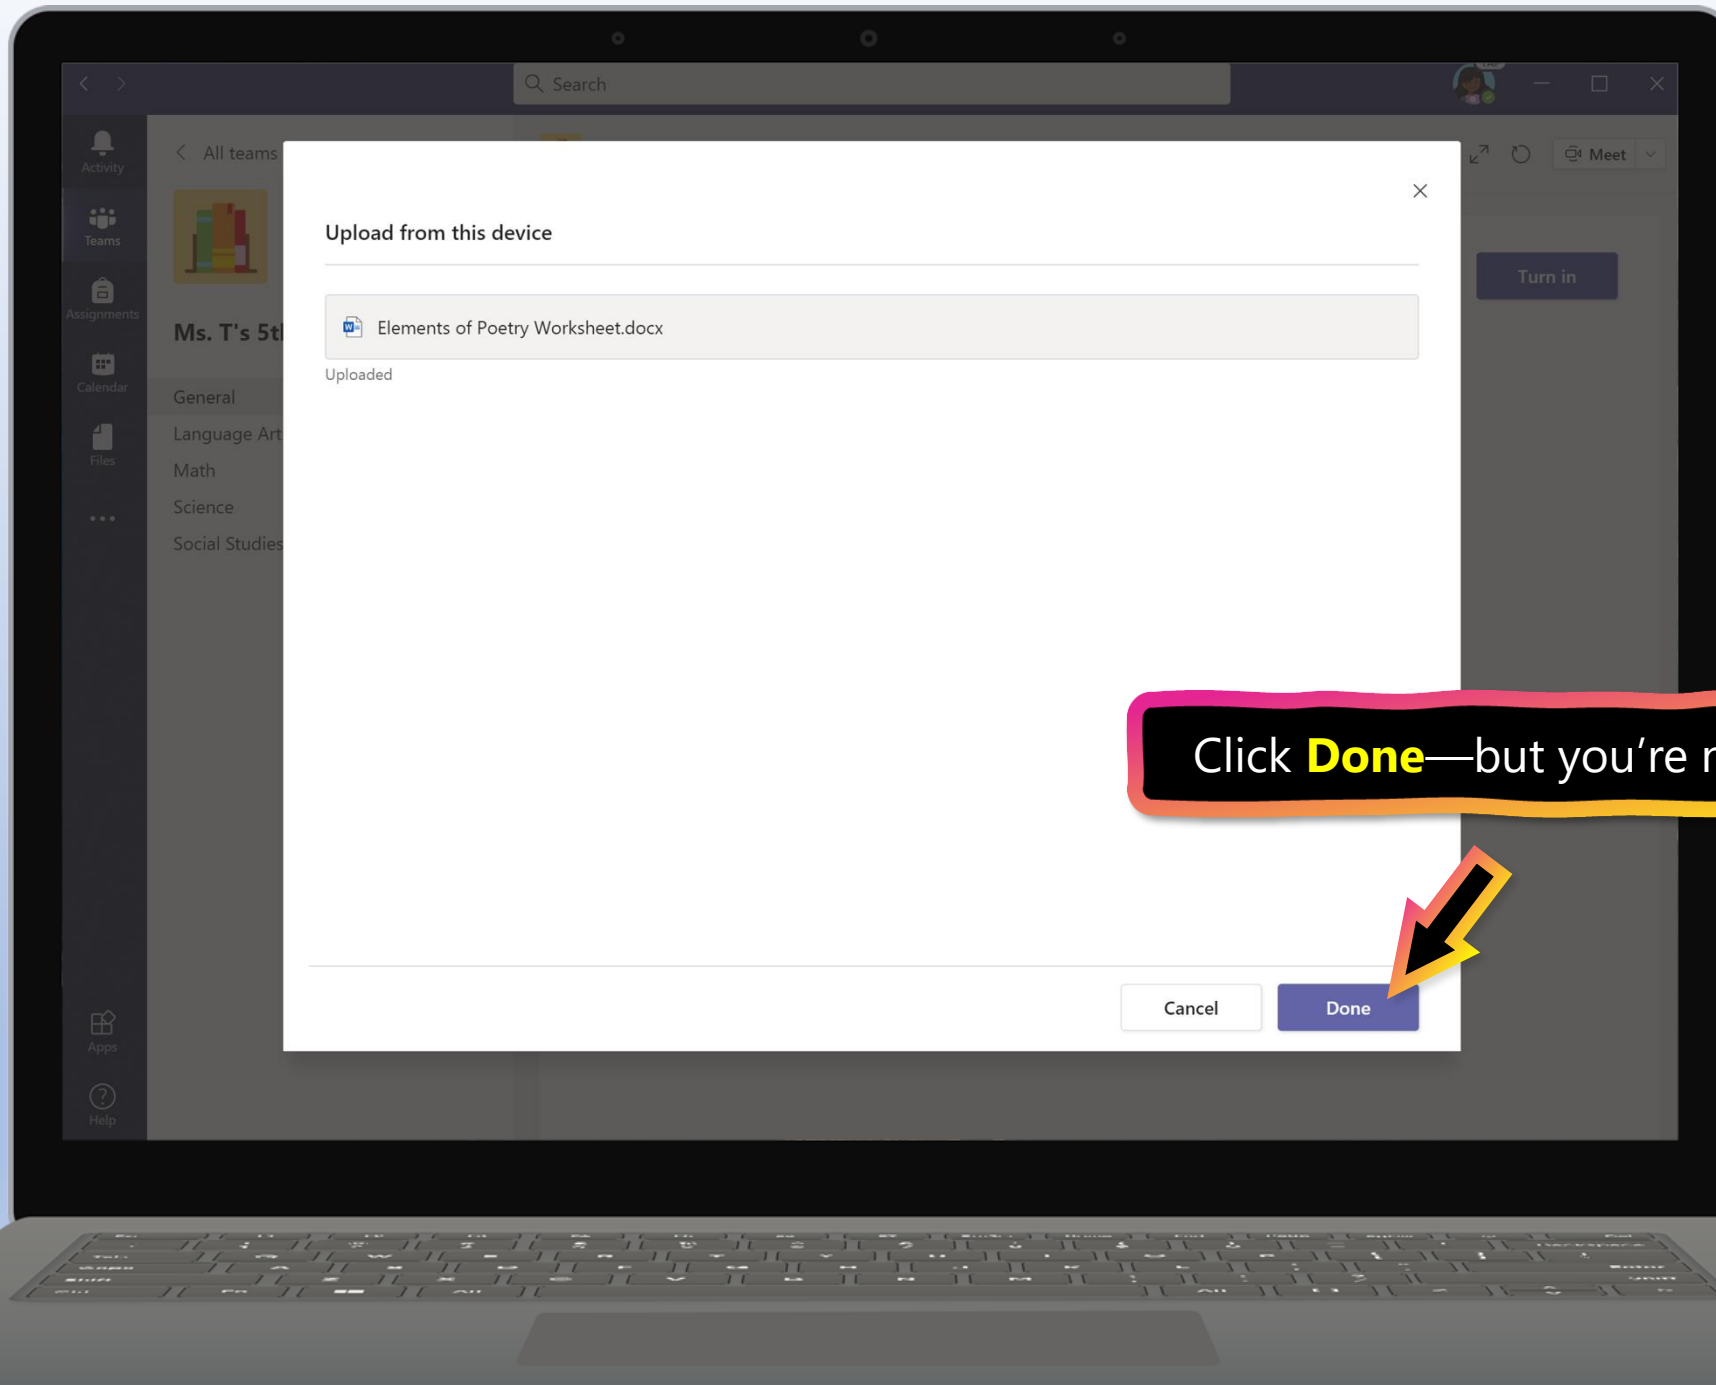 Search
Activity
Teams
Assignments
Calendar
Files
Apps
Help
All teams
Ms. T's 5th
General
Language Art
Math
Science
Social Studies
Meet
Turn in
Upload from this device
Elements of Poetry Worksheet.docx
Uploaded
Click Done—but you're
Cancel
Done